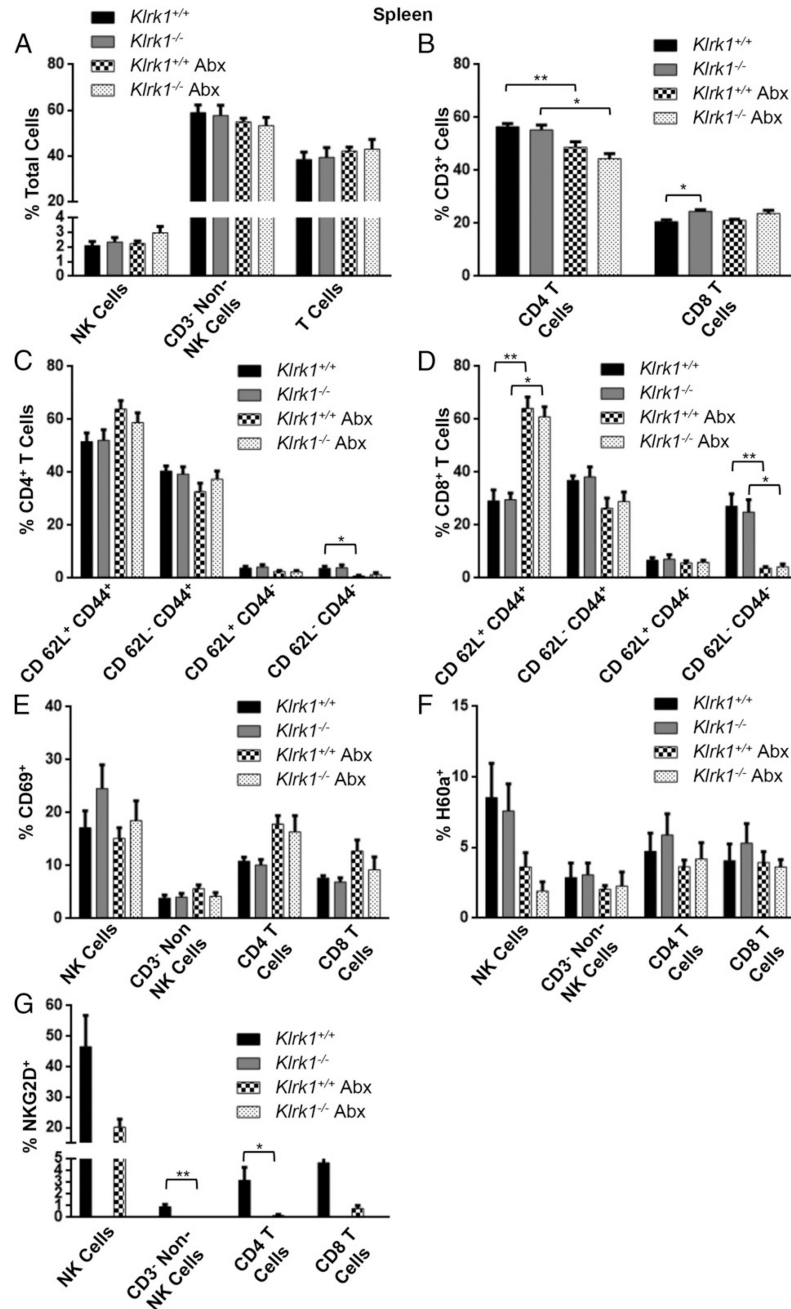 Spleen
A
Klrk1+/+
Klrk1-/-
Klrk1+/+ Abx
Klrk1-/- Abx
% Total Cells
80
60
40
20
3
2
1
0
NK Cells
CD3- Non-
NK Cells
T Cells
B
Klrk1+/+
Klrk1-/-
Klrk1+/+ Abx
Klrk1-/- Abx
% CD3+ Cells
80
60
40
20
0
**
*
*
CD4 T
Cells
CD8 T
Cells
C
Klrk1+/+
Klrk1-/-
Klrk1+/+ Abx
Klrk1-/- Abx
% CD4+ T Cells
80
60
40
20
0
*
CD 62L+ CD44+
CD 62L- CD44+
CD 62L+ CD44-
CD 62L- CD44-
D
Klrk1+/+
Klrk1-/-
Klrk1+/+ Abx
Klrk1-/- Abx
% CD8+ T Cells
80
60
40
20
0
**
*
**
*
CD 62L+ CD44+
CD 62L- CD44+
CD 62L+ CD44-
CD 62L- CD44-
E
Klrk1+/+
Klrk1-/-
Klrk1+/+ Abx
Klrk1-/- Abx
% CD69+
40
30
20
10
0
NK Cells
CD3- Non
NK Cells
CD4 T
Cells
CD8 T
Cells
F
Klrk1+/+
Klrk1-/-
Klrk1+/+ Abx
Klrk1-/- Abx
% H60a+
15
10
5
0
NK Cells
CD3- Non-
NK Cells
CD4 T
Cells
CD8 T
Cells
G
Klrk1+/+
Klrk1-/-
Klrk1+/+ Abx
Klrk1-/- Abx
% NKG2D+
60
50
40
30
20
5
4
3
2
1
0
**
*
NK Cells
CD3- Non-
NK Cells
CD4 T
Cells
CD8 T
Cells